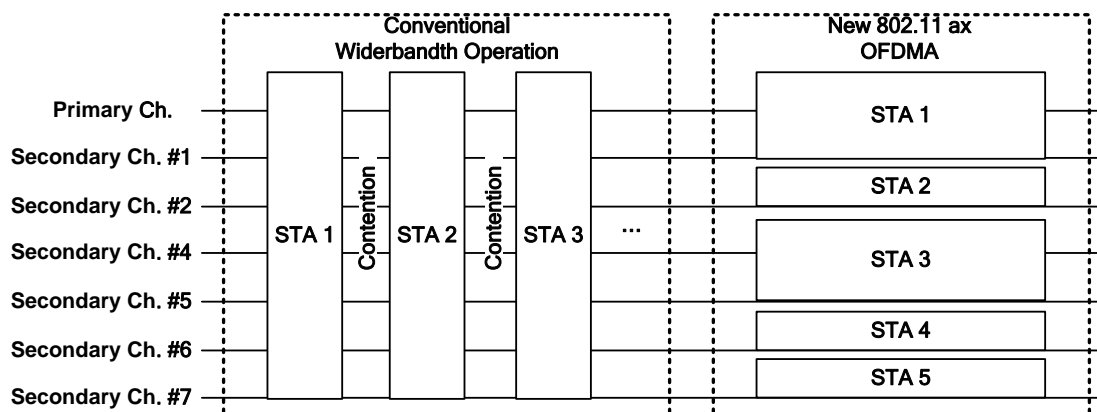 Conventional
Widerbandth Operation
New 802.11 ax
OFDMA
Primary Ch.
Secondary Ch. #1
Secondary Ch. #2
Secondary Ch. #4
Secondary Ch. #5
Secondary Ch. #6
Secondary Ch. #7
STA 1
Contention
STA 2
Contention
STA 3
...
STA 1
STA 2
STA 3
STA 4
STA 5